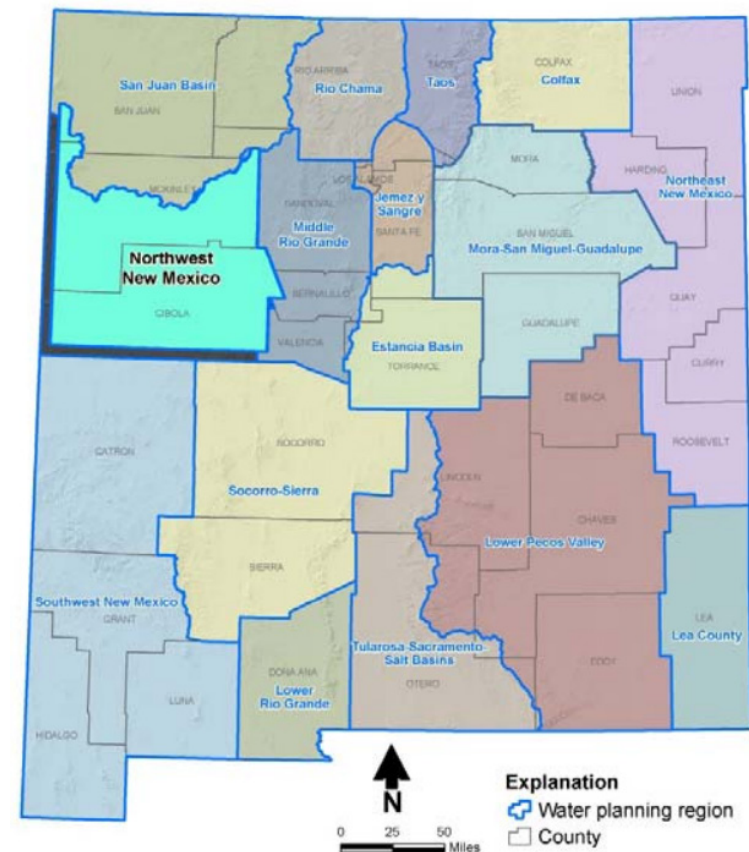 COLFAX
TAOS
RIO ARRIBA
San Juan Basin
Rio Chama
Taos
Colfax
UNION
SAN JUAN
MORA
HARDING
LOS ALAMOS
Northeast
New Mexico
MCKINLEY
Jemez y
Sangre
SANDOVAL
Middle
Rio Grande
SANTA FE
SAN MIGUEL
Mora-San Miguel-Guadalupe
Northwest
New Mexico
BERNALILLO
QUAY
CIBOLA
GUADALUPE
VALENCIA
Estancia Basin
TORRANCE
CURRY
DE BACA
ROOSEVELT
CATRON
SOCORRO
LINCOLN
Socorro-Sierra
CHAVES
Lower Pecos Valley
SIERRA
Southwest New Mexico
GRANT
LEA
Lea County
Tularosa-Sacramento-
Salt Basins
DONA ANA
Lower
Rio Grande
EDDY
OTERO
LUNA
HIDALGO
N
Explanation
Water planning region
County
0 25 50
Miles